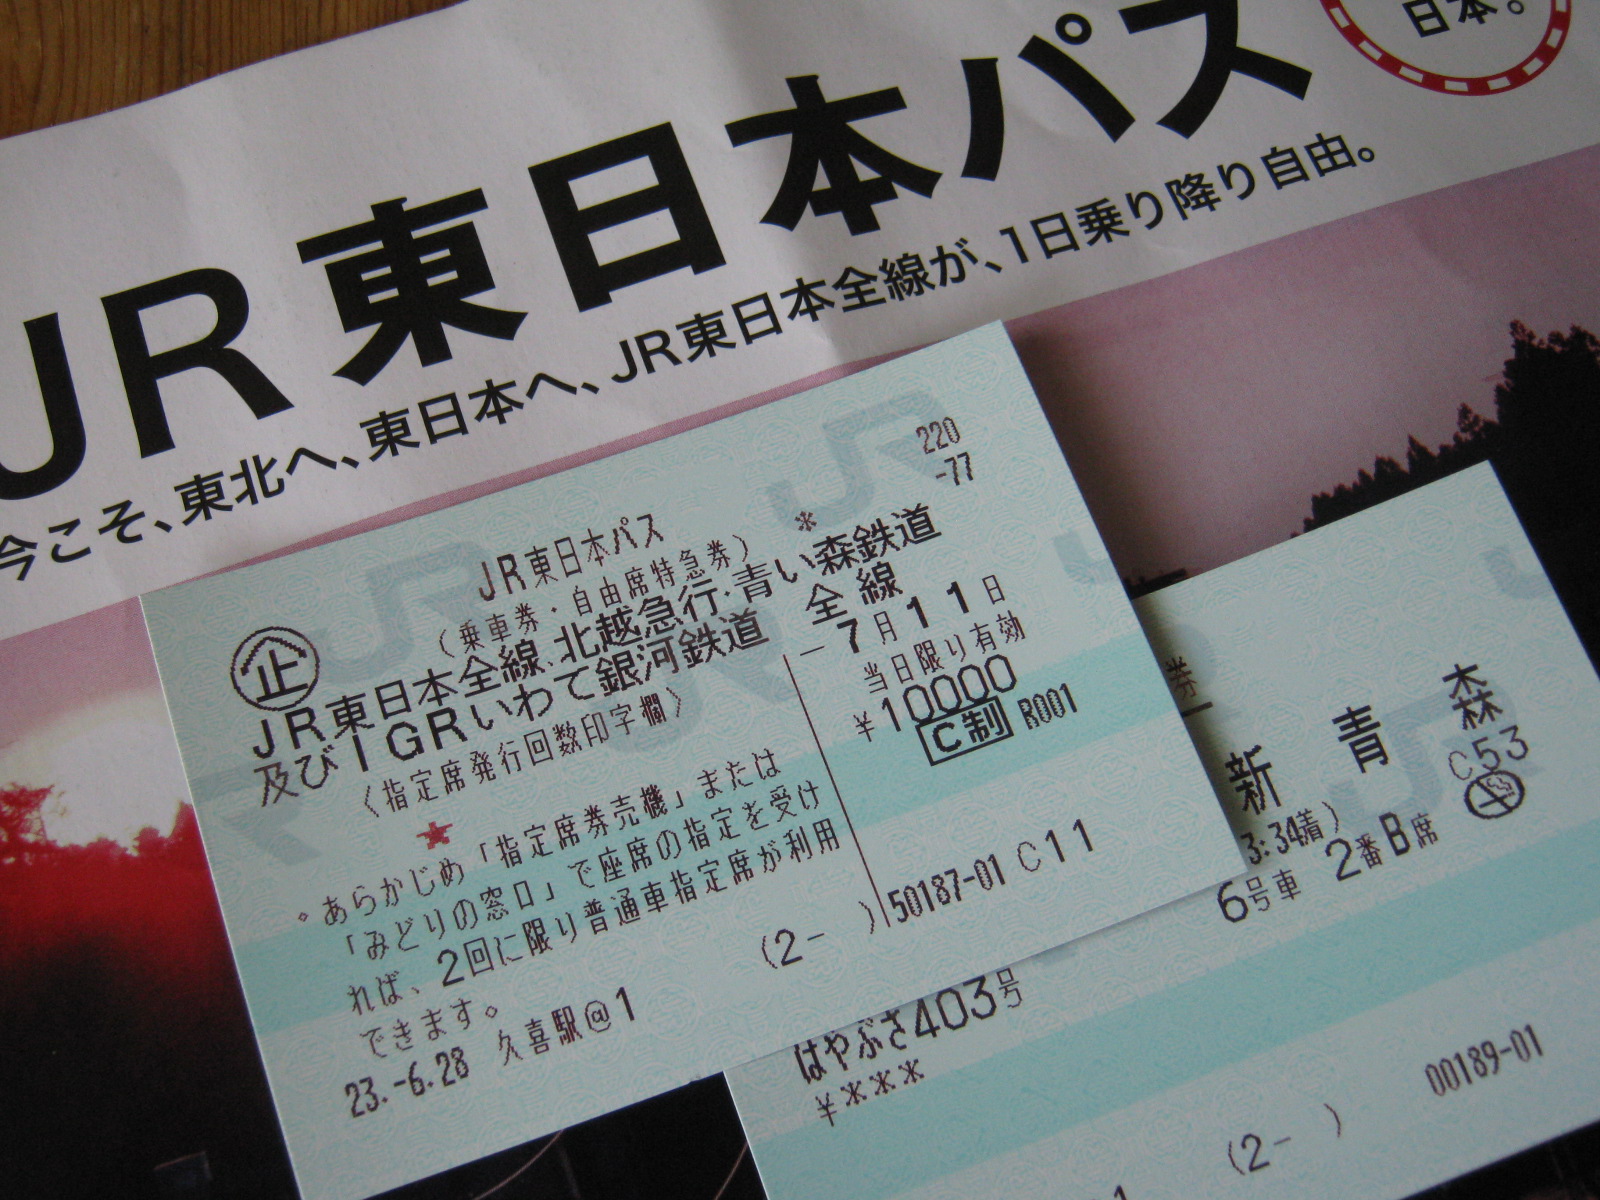 日本。
JR東日本パス
今こそ、東北へ、東日本へ、JR東日本全線が、1日乗り降り自由。
220
-77
JR東日本パス
(乗車券・自由席特急券)
止
JR東日本全線、北越急行、青い森鉄道
及びIGRいわて銀河鉄道 全線
〈指定席発行回数印字欄〉
-7月11日
当日限り有効
¥10000
C制 R001
・あらかじめ「指定席券売機」または
「みどりの窓口」で座席の指定を受け
れば、2回に限り普通車指定席が利用
できます。
23.-6.28 久喜駅@1
(2- )
50187-01 C11
券
新青森
C53
3:34着)
6号車 2番B席
はやぶさ403号
¥***
00189-01
(2- )